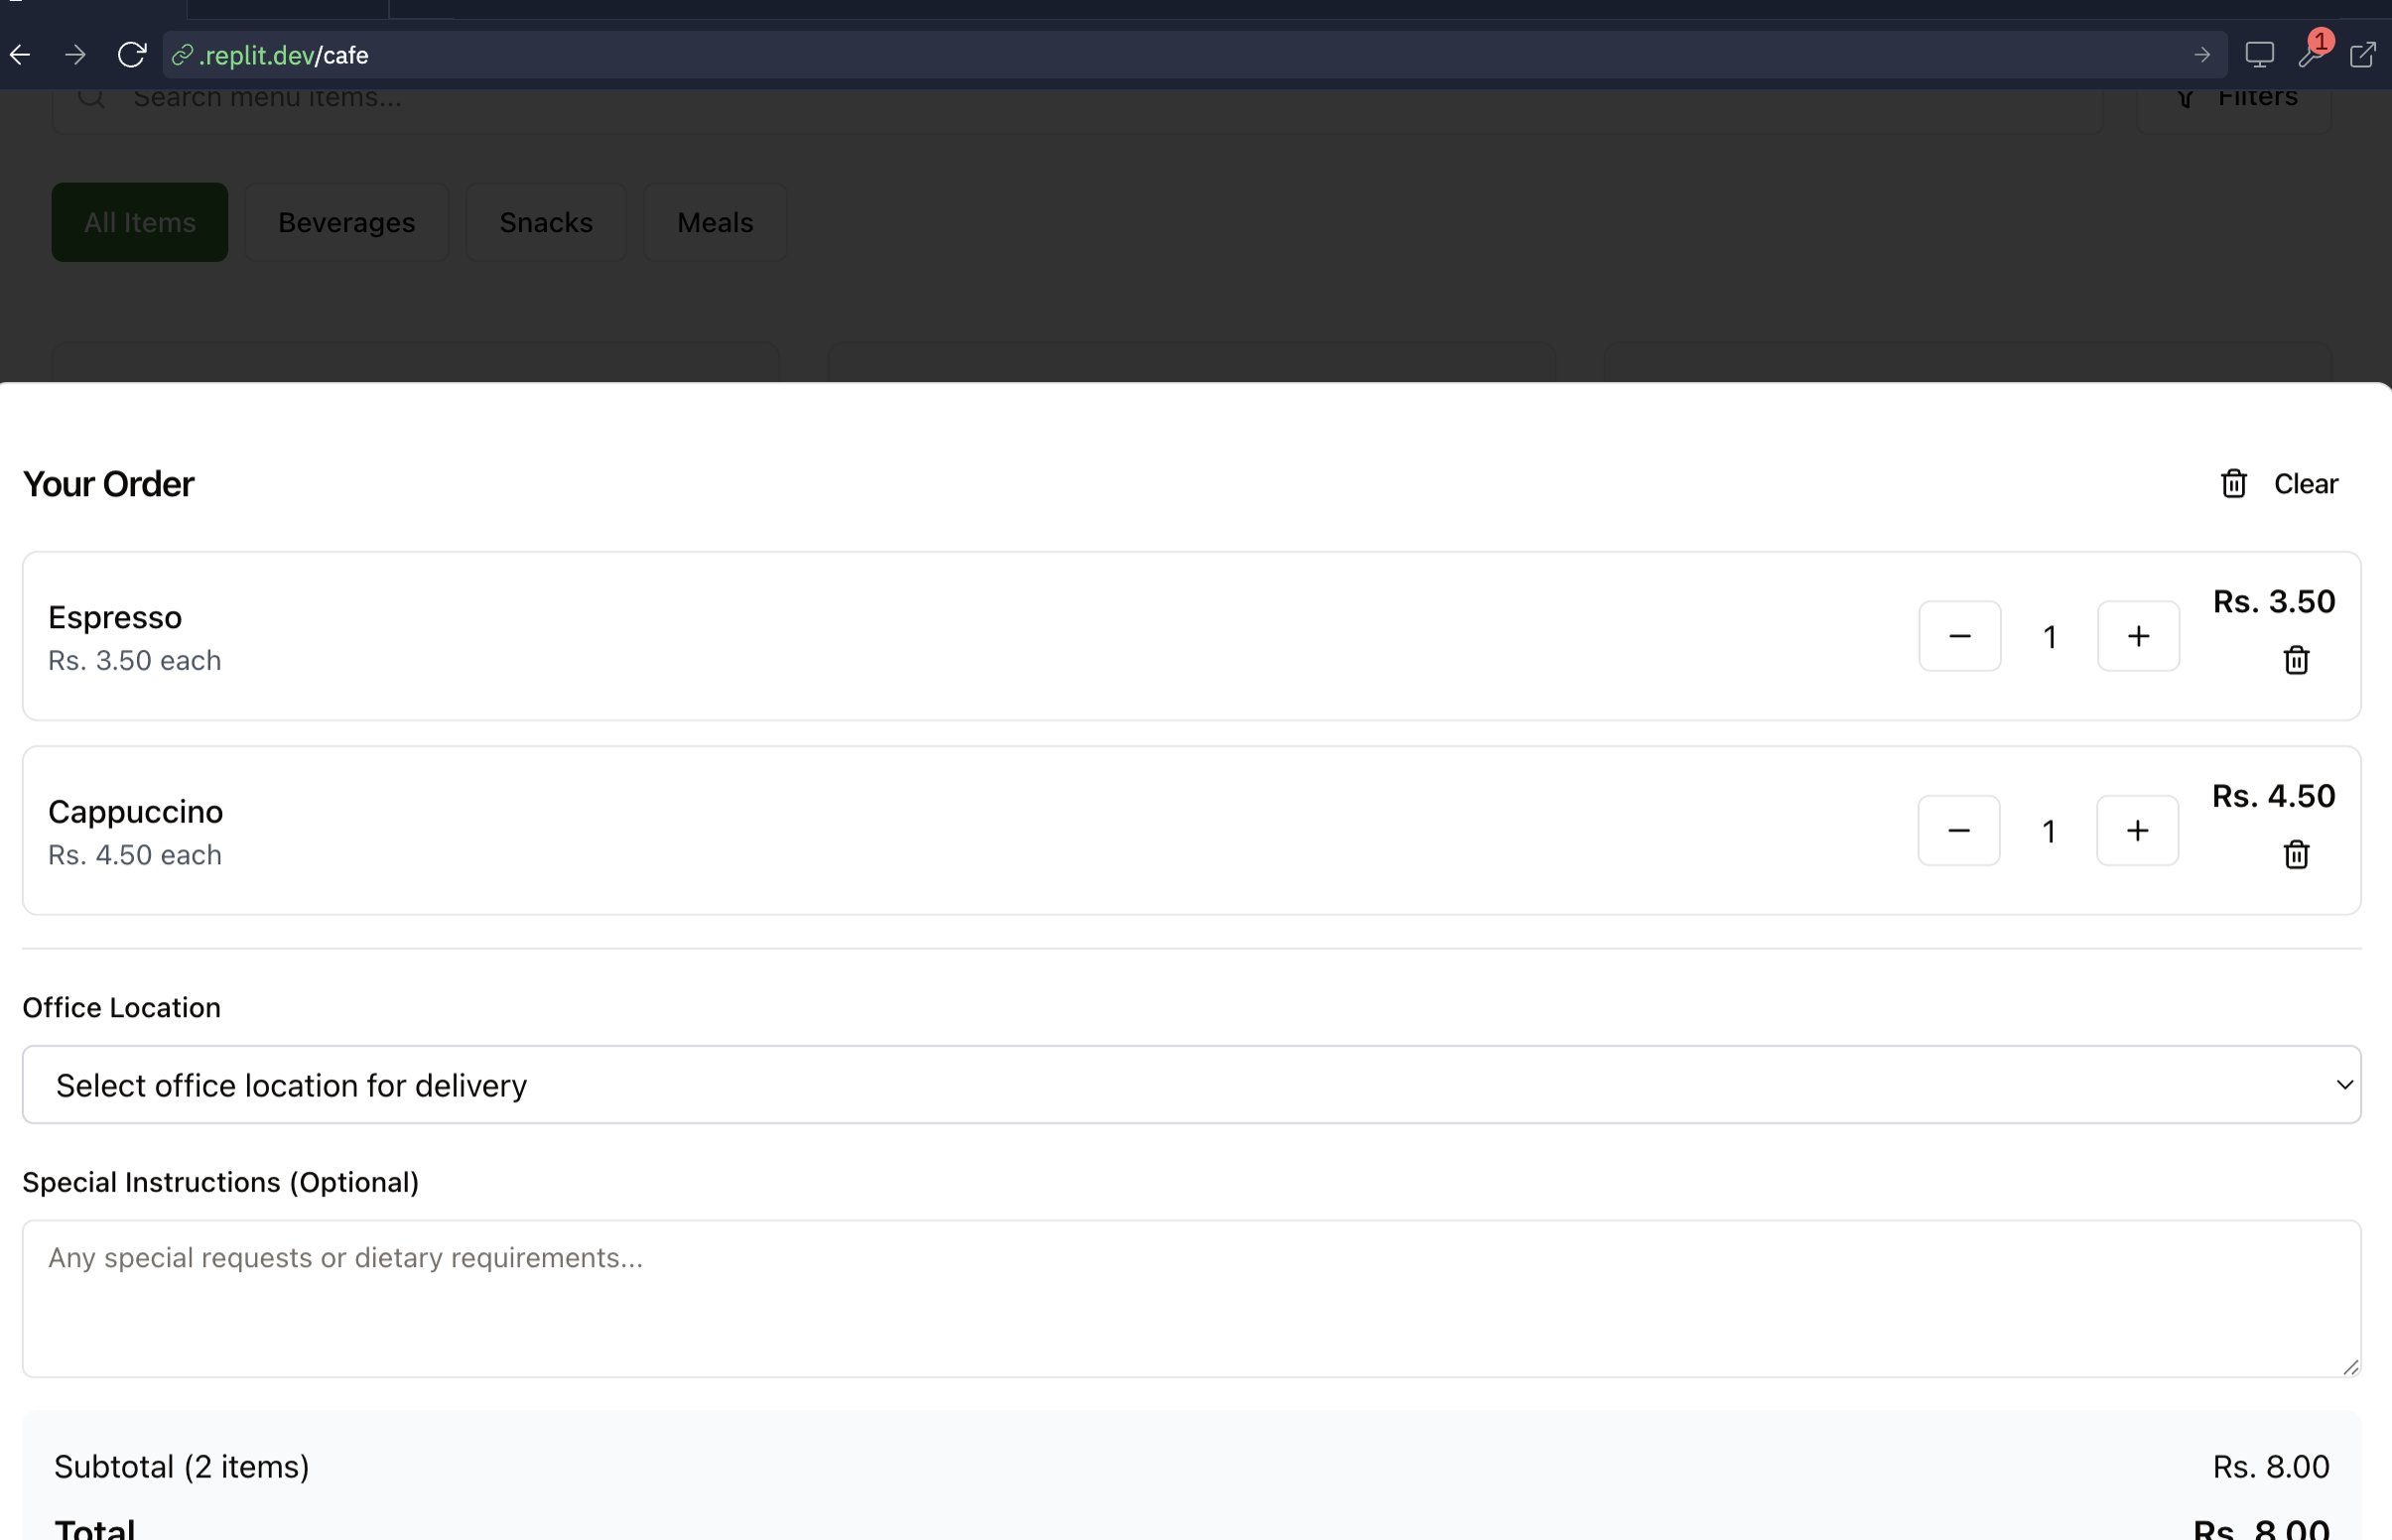 .replit.dev/cafe
1
Search menu items...
Filters
All Items
Beverages
Snacks
Meals
Your Order
Clear
Espresso
Rs. 3.50 each
1
Rs. 3.50
Cappuccino
Rs. 4.50 each
1
Rs. 4.50
Office Location
Select office location for delivery
Special Instructions (Optional)
Any special requests or dietary requirements...
Subtotal (2 items)
Rs. 8.00
Total
Rs. 8.00